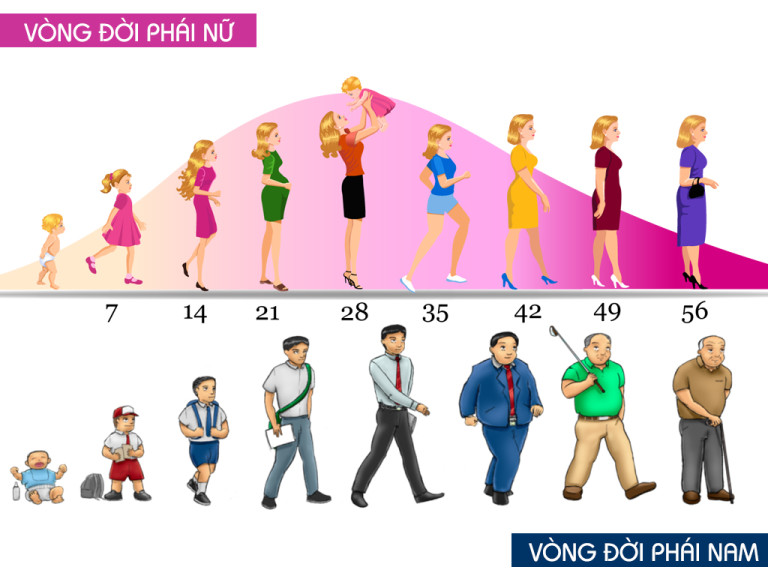 VÒNG ĐỜI PHÁI NỮ
7 14 21 28 35 42 49 56
VÒNG ĐỜI PHÁI NAM